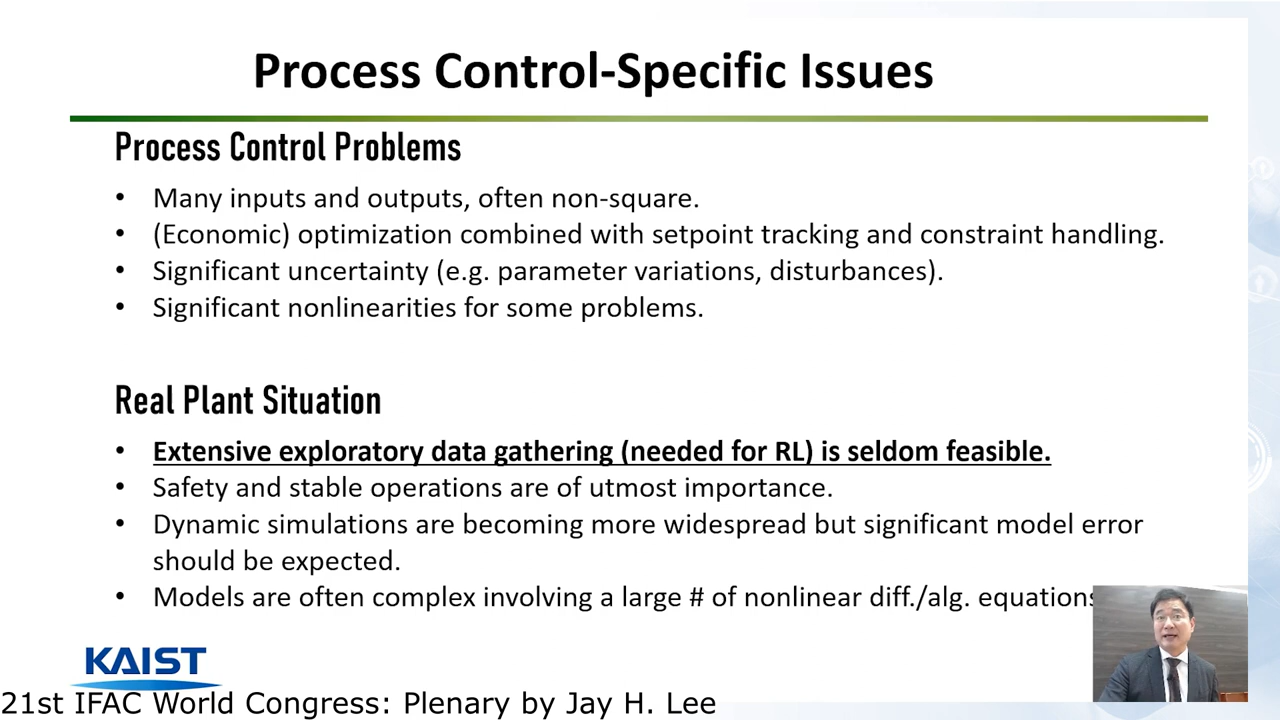 Process Control-Specific Issues
Process Control Problems
• Many inputs and outputs, often non-square.
• (Economic) optimization combined with setpoint tracking and constraint handling.
• Significant uncertainty (e.g. parameter variations, disturbances).
• Significant nonlinearities for some problems.
Real Plant Situation
• Extensive exploratory data gathering (needed for RL) is seldom feasible.
• Safety and stable operations are of utmost importance.
• Dynamic simulations are becoming more widespread but significant model error
should be expected.
• Models are often complex involving a large # of nonlinear diff./alg. equations
KAIST
21st IFAC World Congress: Plenary by Jay H. Lee